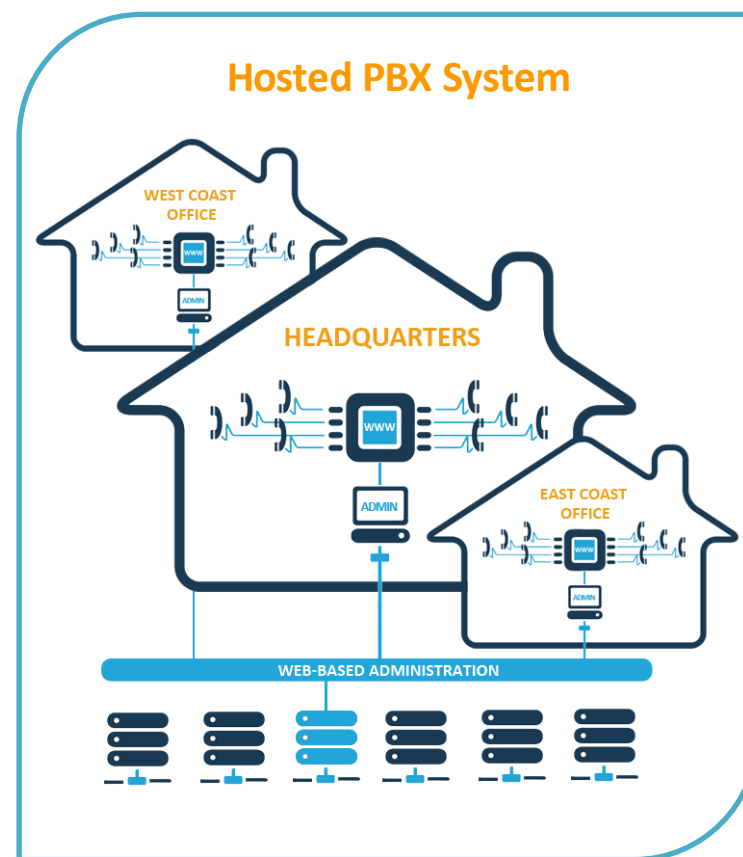 Hosted PBX System
WEST COAST
OFFICE
WWW
ADMIN
HEADQUARTERS
WWW
ADMIN
EAST COAST
OFFICE
WWW
ADMIN
WEB-BASED ADMINISTRATION